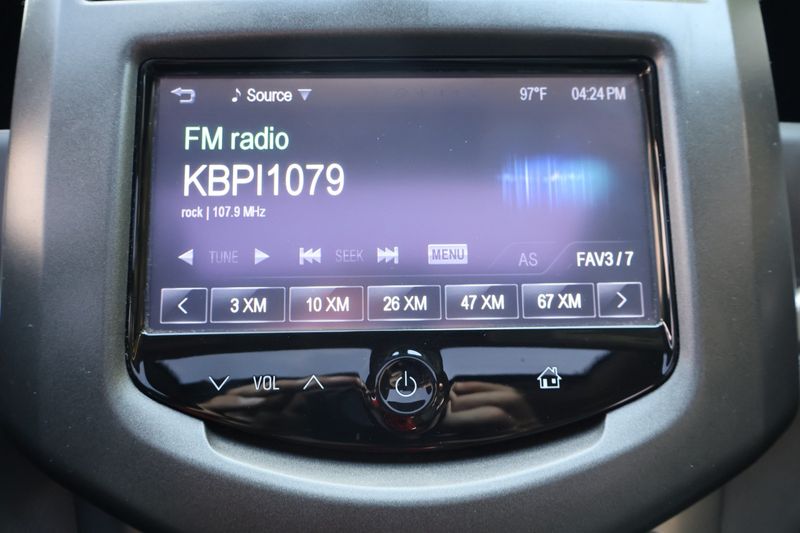 Source 97°F 04:24 PM
FM radio
KBPI1079
rock | 107.9 MHz
TUNE SEEK MENU AS FAV3 / 7
3 XM 10 XM 26 XM 47 XM 67 XM
VOL